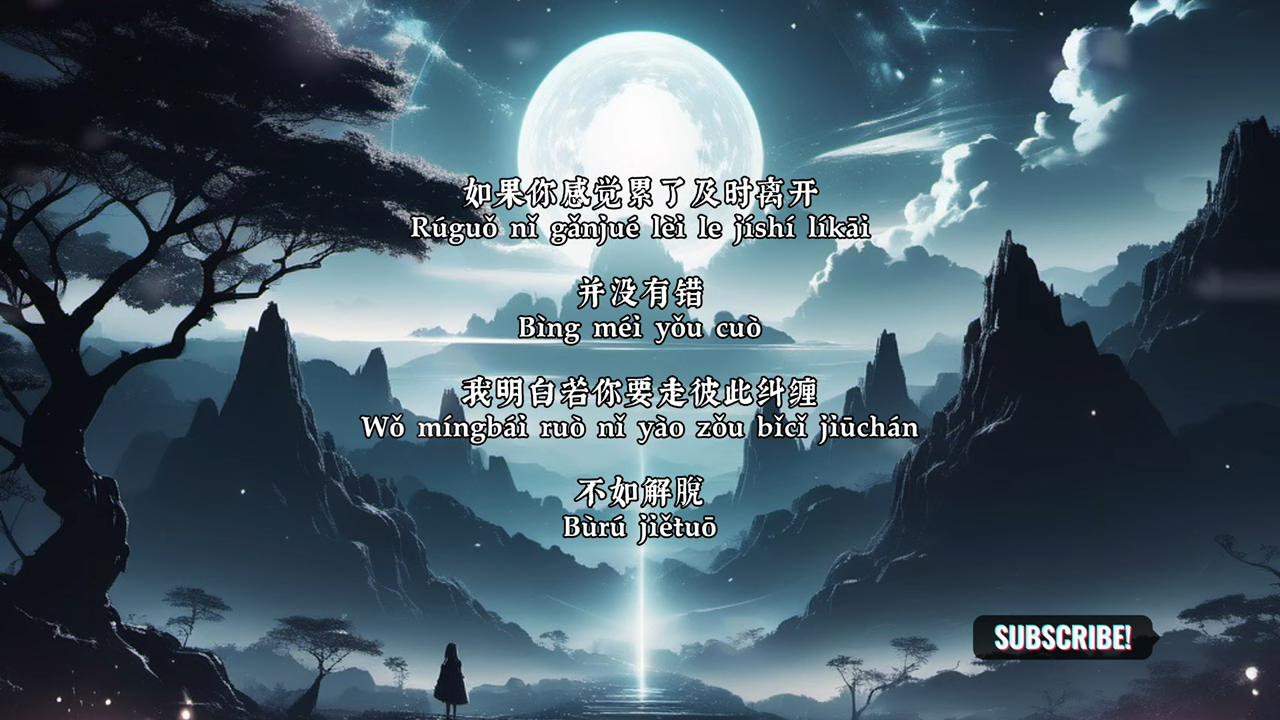 如果你感觉累了及时离开
Rúguǒ nǐ gǎnjué lèi le jíshí líkāi
并没有错
Bìng méi yǒu cuò
我明白若你要走彼此纠缠
Wǒ míngbái ruò nǐ yào zǒu bǐcǐ jiūchán
不如解脫
Bùrú jiětuō
SUBSCRIBE!